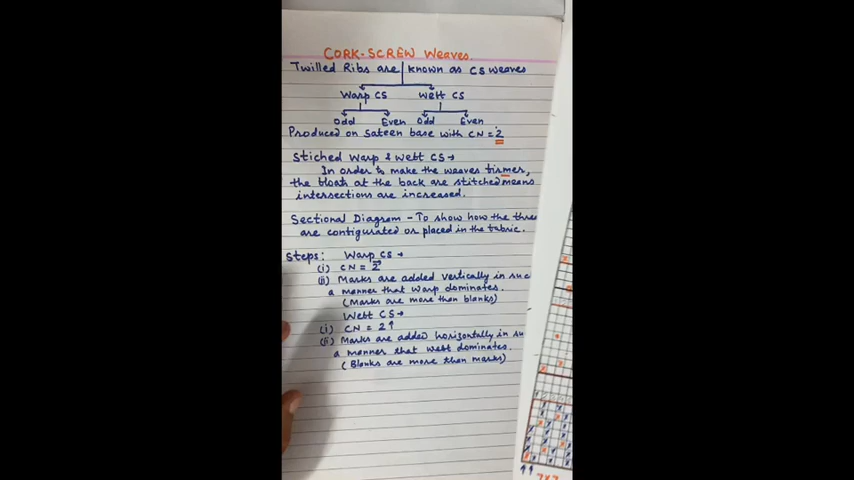 CORK-SCREW Weaves.
Twilled Ribs are known as CS weaves
Warp CS Weft CS
Odd Even Odd Even
Produced on Sateen base with CN = 2
Stiched Warp & Weft CS →
In order to make the weaves firmer,
the floats at the back are stitched means
intersections are increased.
Sectional Diagram - To show how the
are configurated or placed in the fabric.
Steps: Warp CS →
(i) CN = 2
(ii) Marks are added vertically in suc
a manner that warp dominates.
(Marks are more than blanks)
Weft CS →
(i) CN = 2 ↑
(ii) Marks are added horizontally in su
a manner that weft dominates.
(Blanks are more than marks)
7x7